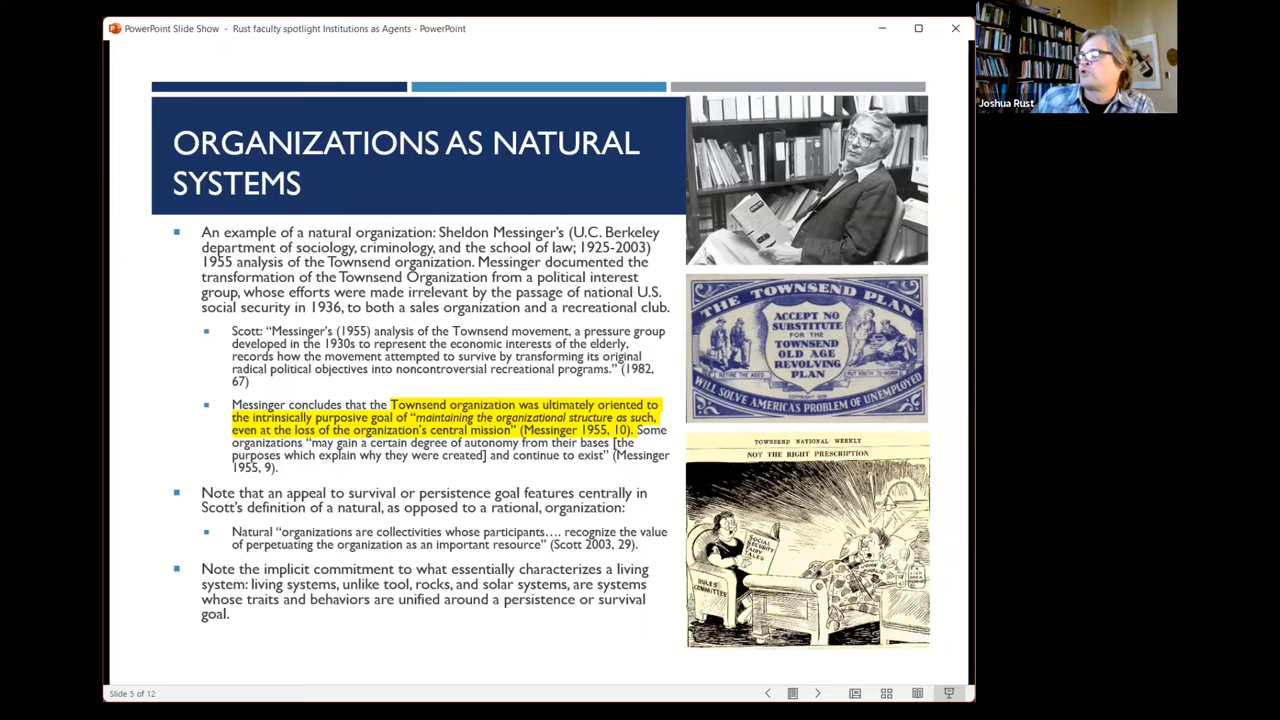 PowerPoint Slide Show - Rust faculty spotlight Institutions as Agents - PowerPoint
Joshua Rust
ORGANIZATIONS AS NATURAL
SYSTEMS
An example of a natural organization: Sheldon Messinger's (U.C. Berkeley
department of sociology, criminology, and the school of law; 1925-2003)
1955 analysis of the Townsend organization. Messinger documented the
transformation of the Townsend Organization from a political interest
group, whose efforts were made irrelevant by the passage of national U.S.
social security in 1936, to both a sales organization and a recreational club.
Scott: “Messinger's (1955) analysis of the Townsend movement, a pressure group
developed in the 1930s to represent the economic interests of the elderly,
records how the movement attempted to survive by transforming its original
radical political objectives into noncontroversial recreational programs.” (1982,
67)
Messinger concludes that the Townsend organization was ultimately oriented to
the intrinsically purposive goal of “maintaining the organizational structure as such,
even at the loss of the organization's central mission” (Messinger 1955, 10). Some
organizations “may gain a certain degree of autonomy from their bases [the
purposes which explain why they were created] and continue to exist” (Messinger
1955, 9).
Note that an appeal to survival or persistence goal features centrally in
Scott's definition of a natural, as opposed to a rational, organization:
Natural “organizations are collectivities whose participants…. recognize the value
of perpetuating the organization as an important resource” (Scott 2003, 29).
Note the implicit commitment to what essentially characterizes a living
system: living systems, unlike tool, rocks, and solar systems, are systems
whose traits and behaviors are unified around a persistence or survival
goal.
THE TOWNSEND PLAN
ACCEPT NO
SUBSTITUTE
FOR THE
TOWNSEND
OLD AGE
REVOLVING
PLAN
RETIRE THE AGED
PUT YOUTH TO WORK
WILL SOLVE AMERICA'S PROBLEM OF UNEMPLOYED
TOWNSEND NATIONAL WEEKLY
NOT THE RIGHT PRESCRIPTION
SOCIAL
SECURITY
FAIRY
TALES
RULES
COMMITTEE
JOHN
Slide 5 of 12